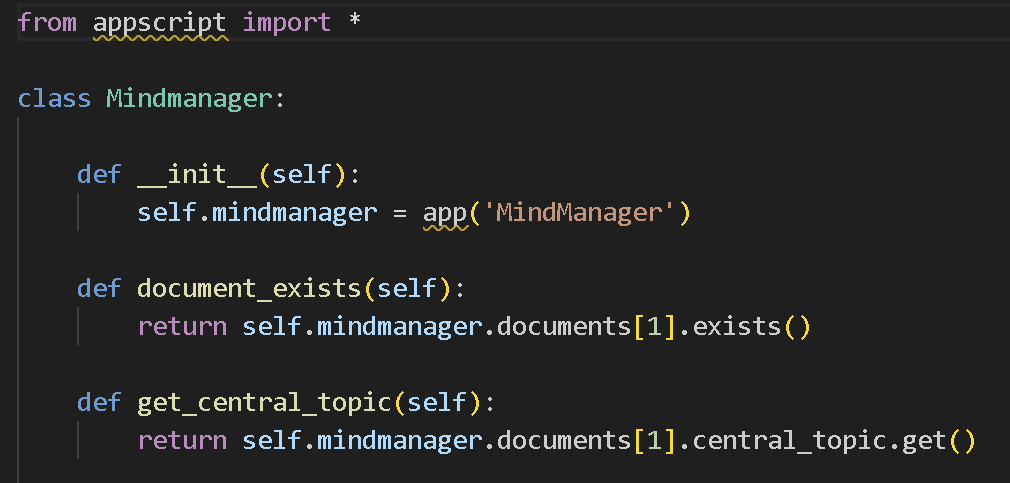 from appscript import *
class Mindmanager:
def __init__(self):
self.mindmanager = app('MindManager')
def document_exists(self):
return self.mindmanager.documents[1].exists()
def get_central_topic(self):
return self.mindmanager.documents[1].central_topic.get()